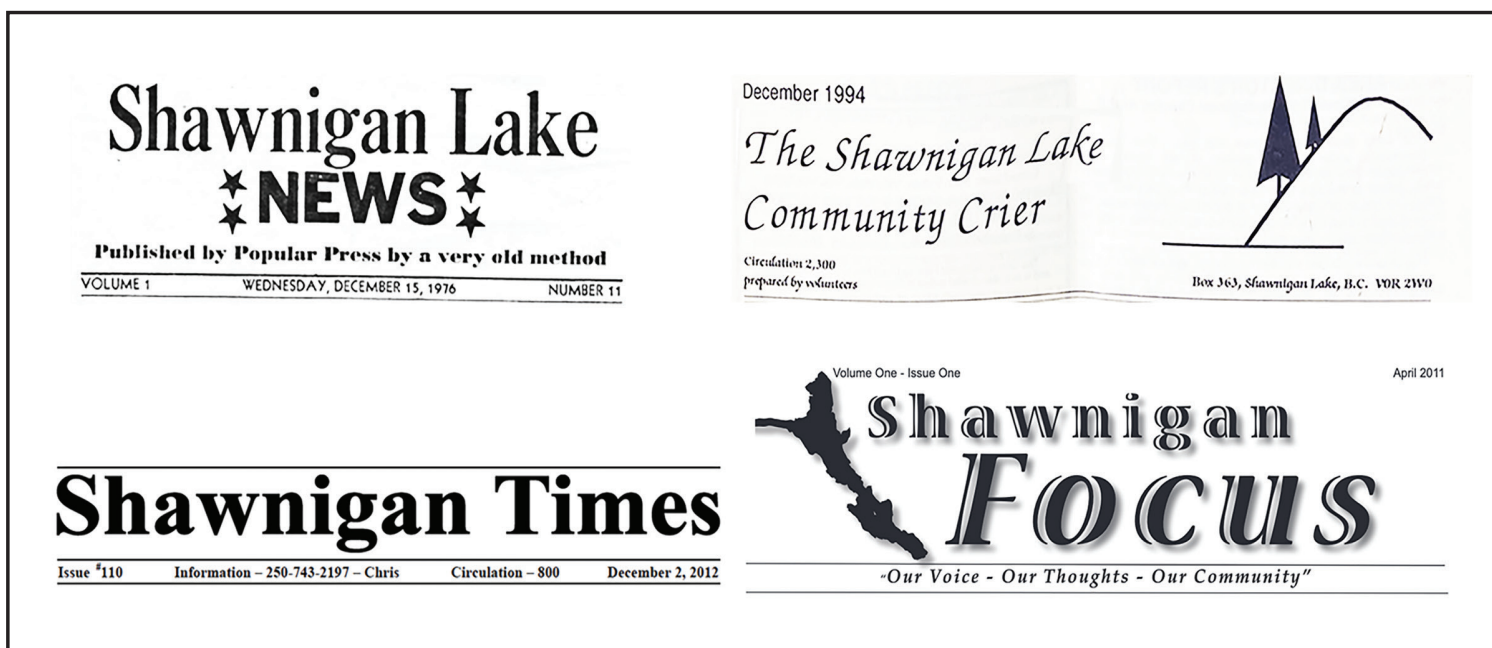 Shawnigan Lake
NEWS
Published by Popular Press by a very old method
VOLUME 1 WEDNESDAY, DECEMBER 15, 1976 NUMBER 11
December 1994
The Shawnigan Lake
Community Crier
Circulation 2,300
prepared by volunteers
Box 363, Shawnigan Lake, B.C. V0R 2W0
Shawnigan Times
Issue #110 Information – 250-743-2197 – Chris Circulation – 800 December 2, 2012
Volume One - Issue One April 2011
Shawnigan
Focus
"Our Voice - Our Thoughts - Our Community"